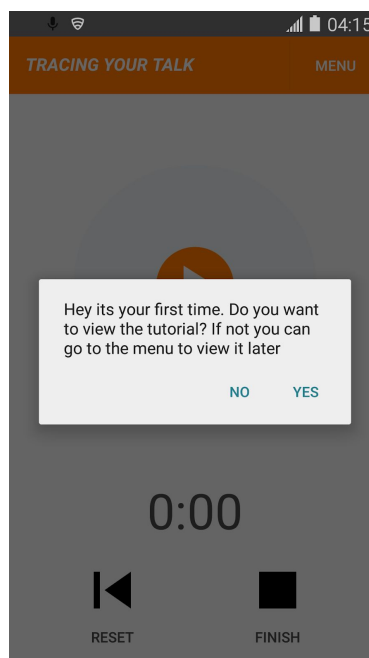 04:15
TRACING YOUR TALK
MENU
Hey its your first time. Do you want
to view the tutorial? If not you can
go to the menu to view it later
NO YES
0:00
RESET FINISH